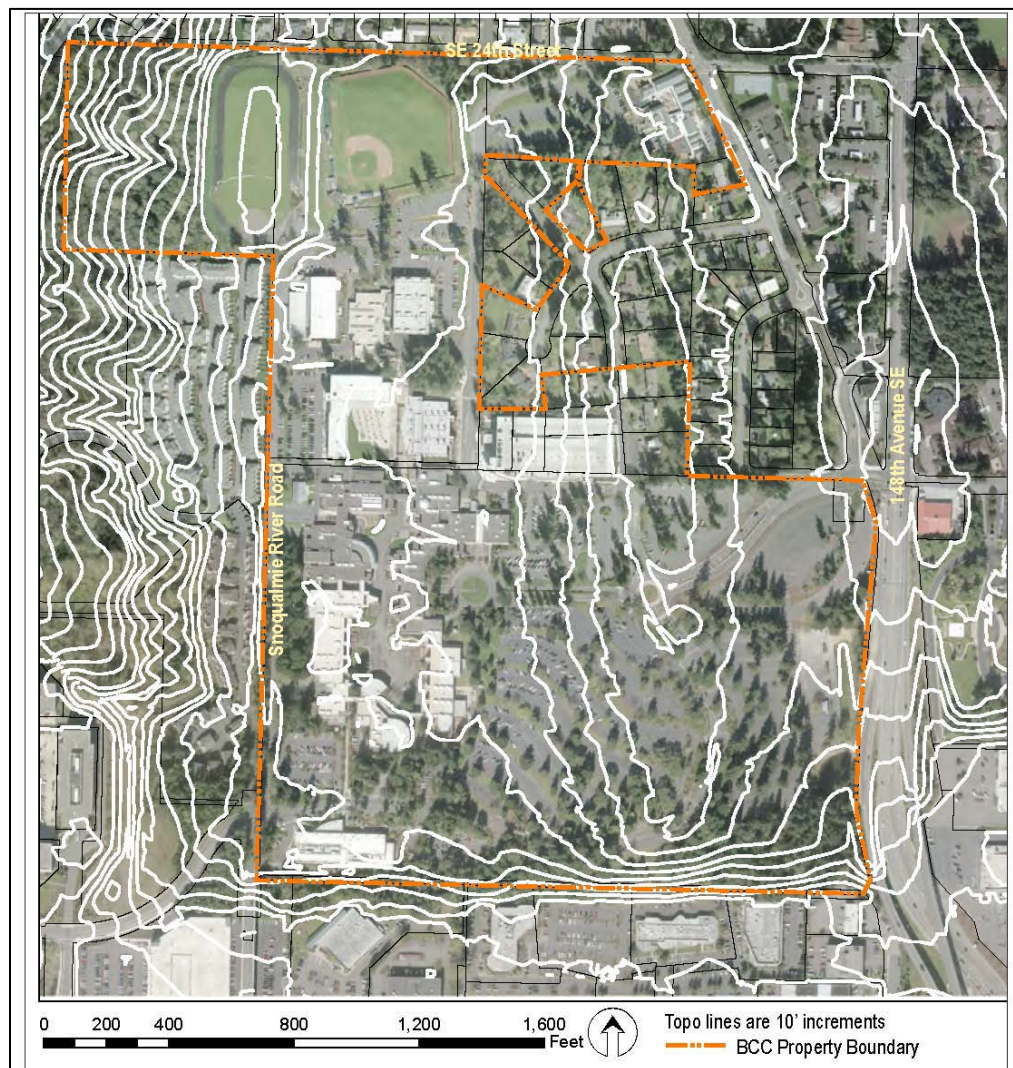 SE 24th Street
148th Avenue SE
Snoqualmie River Road
0 200 400 800 1,200 1,600
Feet
Topo lines are 10' increments
BCC Property Boundary